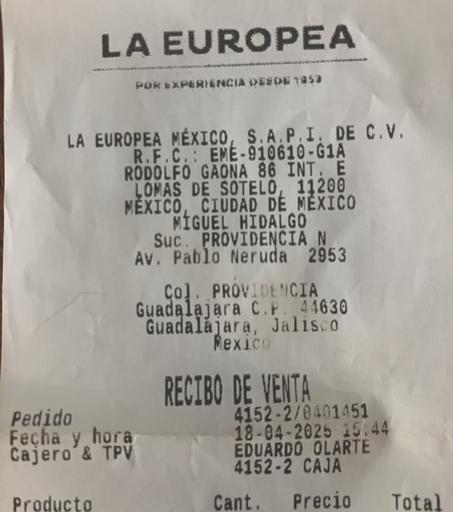 LA EUROPEA
POR EXPERIENCIA DESDE 1953
LA EUROPEA MÉXICO, S.A.P.I. DE C.V.
R.F.C.: EME-910610-G1A
RODOLFO GAONA 86 INT. E
LOMAS DE SOTELO, 11200
MÉXICO, CIUDAD DE MÉXICO
MIGUEL HIDALGO
Suc. PROVIDENCIA N
Av. Pablo Neruda 2953
Col. PROVIDENCIA
Guadalajara C.P. 44630
Guadalajara, Jalisco
Mexico
RECIBO DE VENTA
Pedido 4152-2/0401451
Fecha y hora 18-04-2025 15:44
Cajero & TPV EDUARDO OLARTE
4152-2 CAJA
Producto Cant. Precio Total